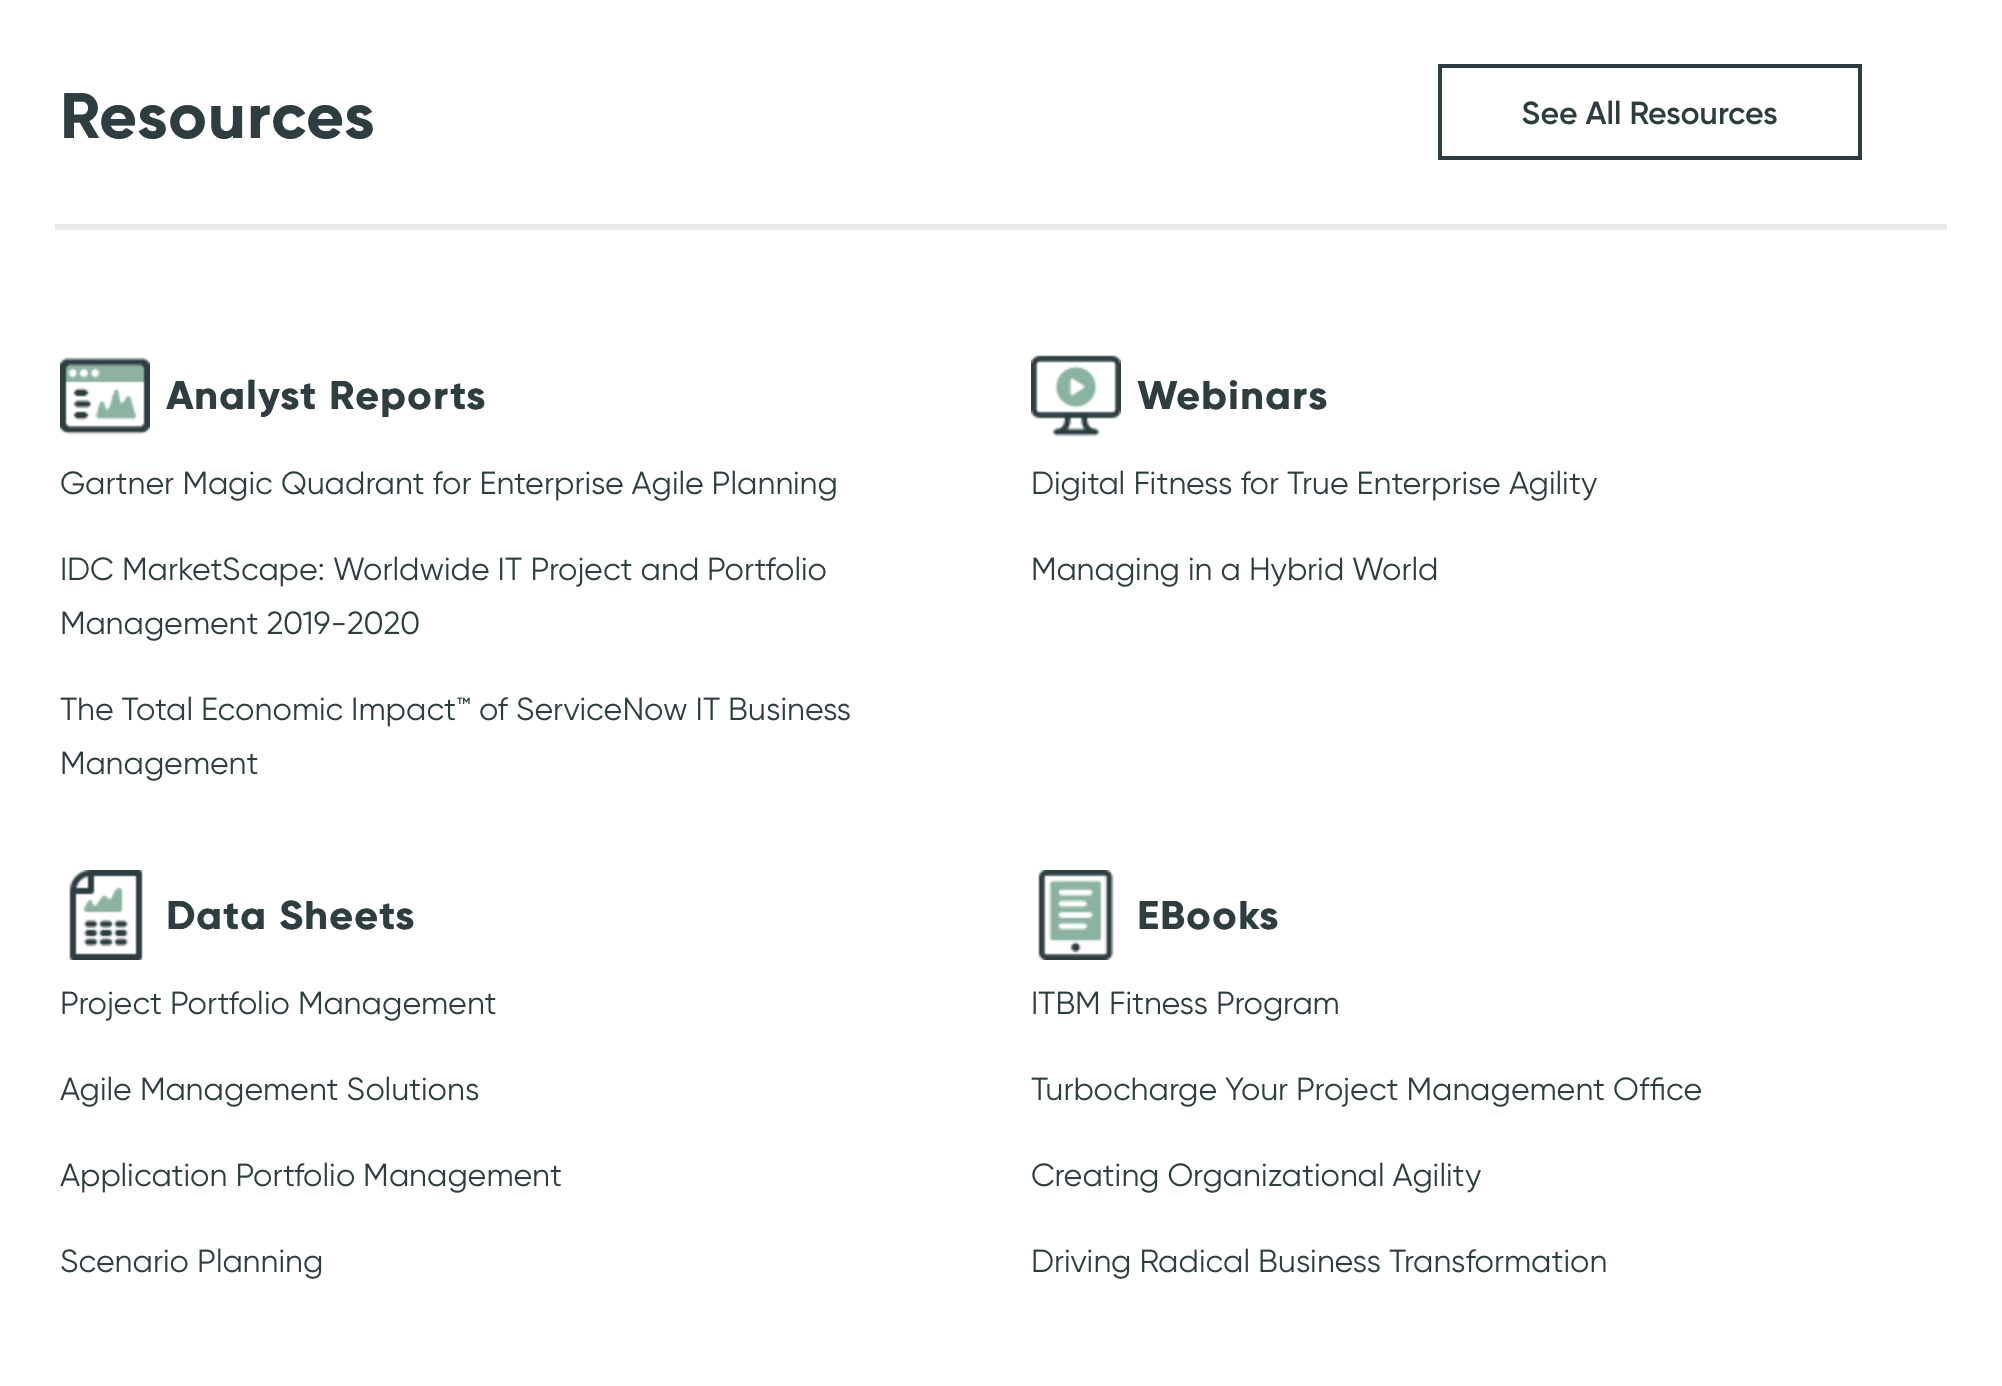 Resources
See All Resources
Analyst Reports
Gartner Magic Quadrant for Enterprise Agile Planning
IDC MarketScape: Worldwide IT Project and Portfolio
Management 2019-2020
The Total Economic Impact™ of ServiceNow IT Business
Management
Webinars
Digital Fitness for True Enterprise Agility
Managing in a Hybrid World
Data Sheets
Project Portfolio Management
Agile Management Solutions
Application Portfolio Management
Scenario Planning
EBooks
ITBM Fitness Program
Turbocharge Your Project Management Office
Creating Organizational Agility
Driving Radical Business Transformation